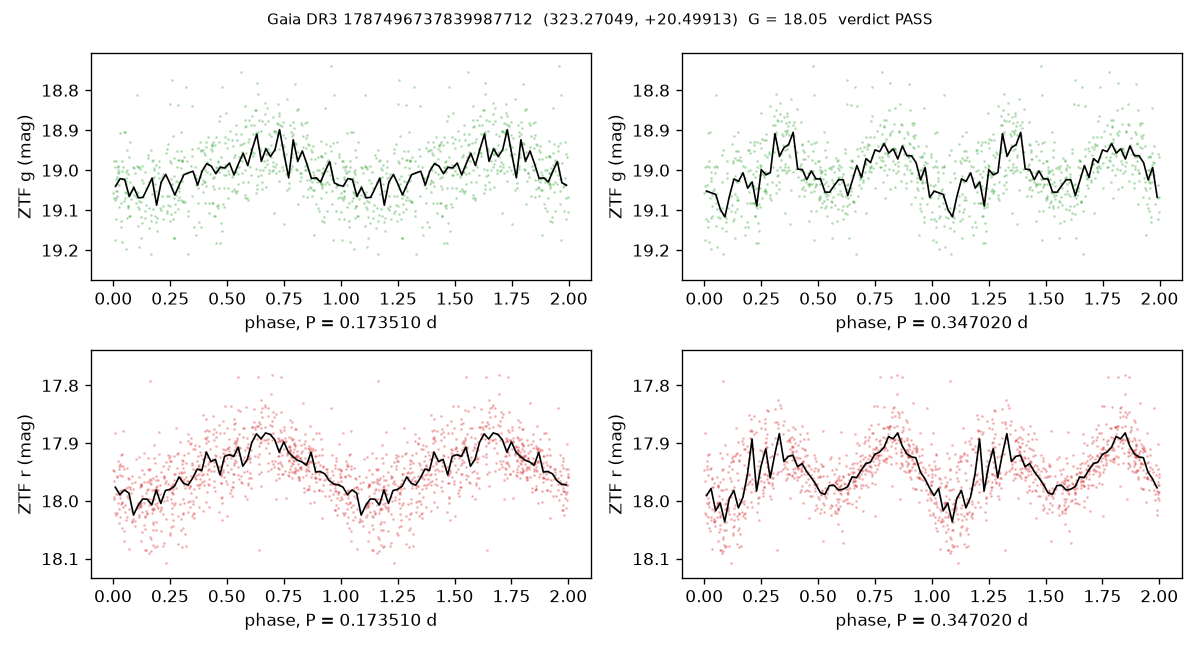 Gaia DR3 1787496737839987712 (323.27049, +20.49913) G = 18.05 verdict PASS
ZTF g (mag)
18.8
18.9
19.0
19.1
19.2
0.00 0.25 0.50 0.75 1.00 1.25 1.50 1.75 2.00
phase, P = 0.173510 d
ZTF g (mag)
18.8
18.9
19.0
19.1
19.2
0.00 0.25 0.50 0.75 1.00 1.25 1.50 1.75 2.00
phase, P = 0.347020 d
ZTF r (mag)
17.8
17.9
18.0
18.1
0.00 0.25 0.50 0.75 1.00 1.25 1.50 1.75 2.00
phase, P = 0.173510 d
ZTF r (mag)
17.8
17.9
18.0
18.1
0.00 0.25 0.50 0.75 1.00 1.25 1.50 1.75 2.00
phase, P = 0.347020 d